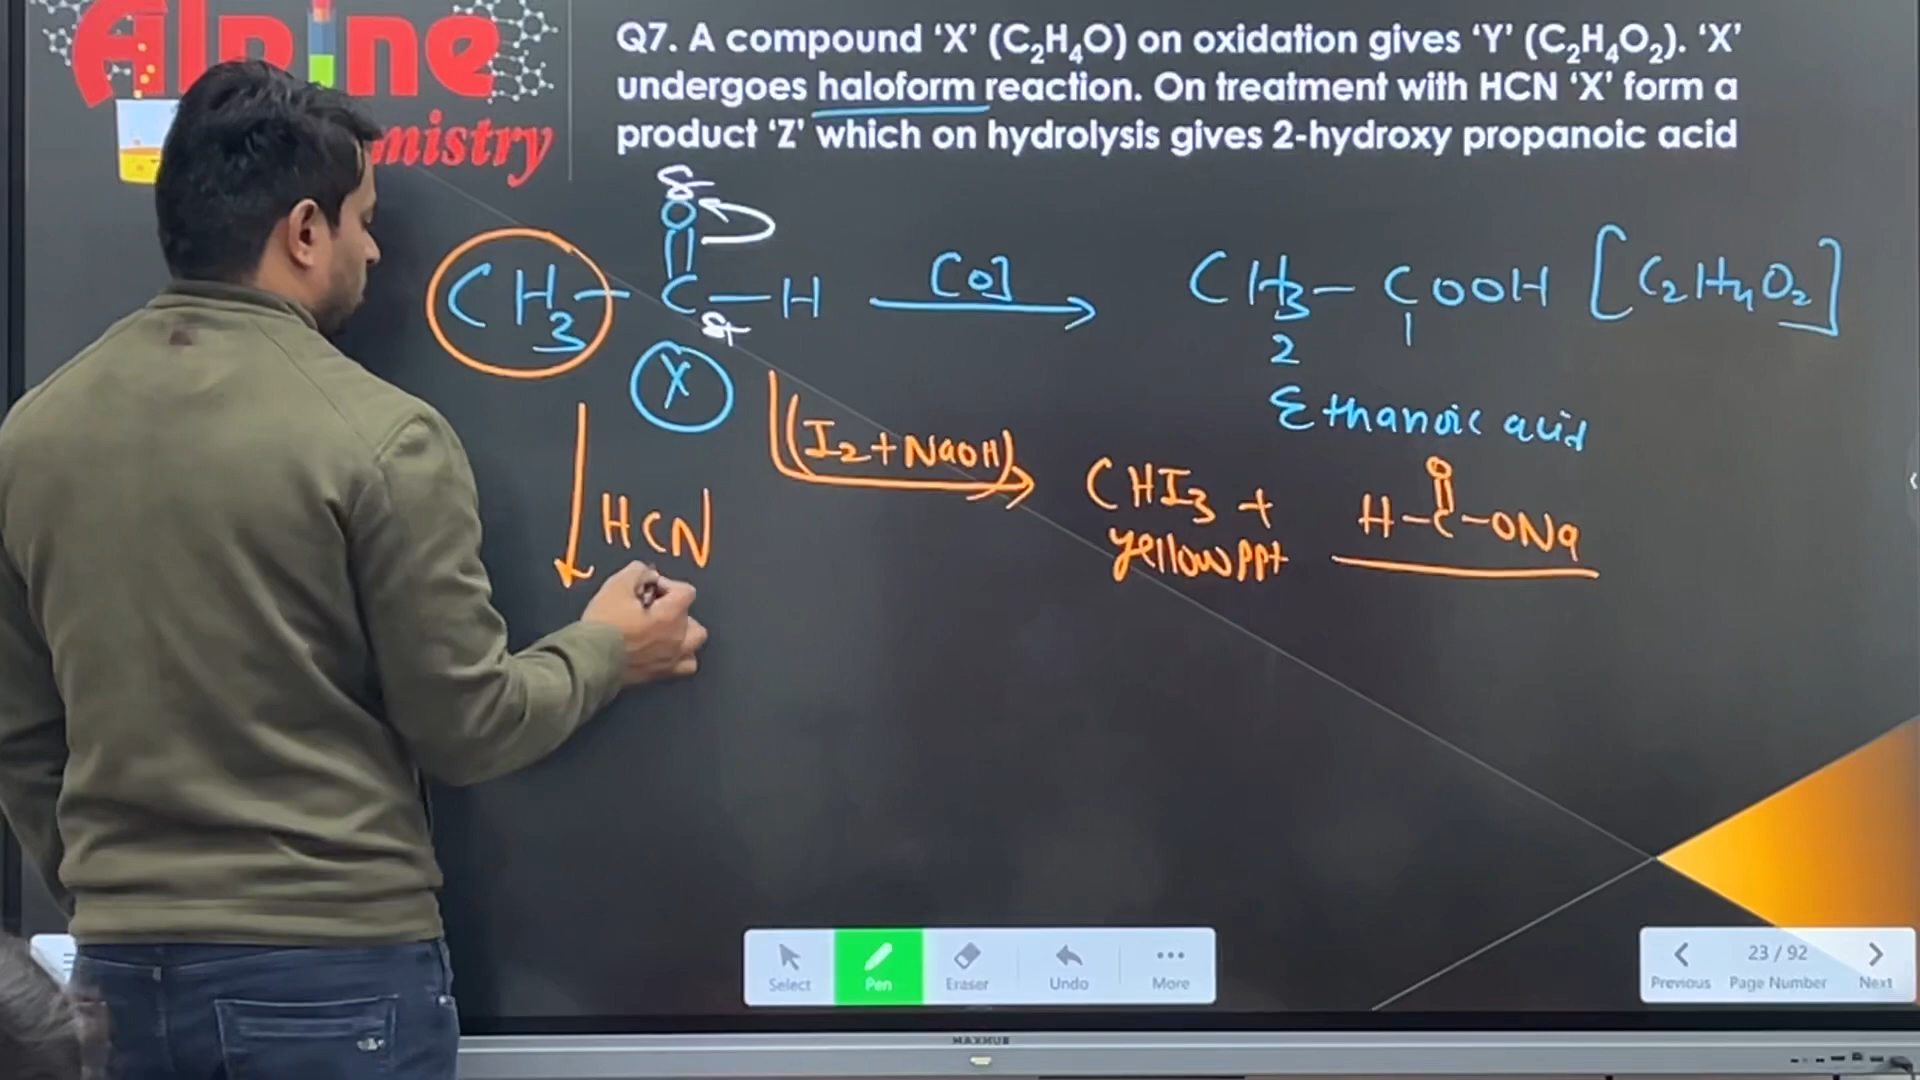 Alpine
mistry
Q7. A compound ‘X’ (C₂H₄O) on oxidation gives ‘Y’ (C₂H₄O₂). ‘X’
undergoes haloform reaction. On treatment with HCN ‘X’ form a
product ‘Z’ which on hydrolysis gives 2-hydroxy propanoic acid
δ-
O
CH₃ — C — H
δ+
X
[O]
CH₃ — COOH [C₂H₄O₂]
2 1
Ethanoic acid
(I₂ + NaOH)
CHI₃ +
yellow ppt
O
H - C - ONa
HCN
Select
Pen
Eraser
Undo
More
23 / 92
Previous
Page Number
Next
MAXHUB